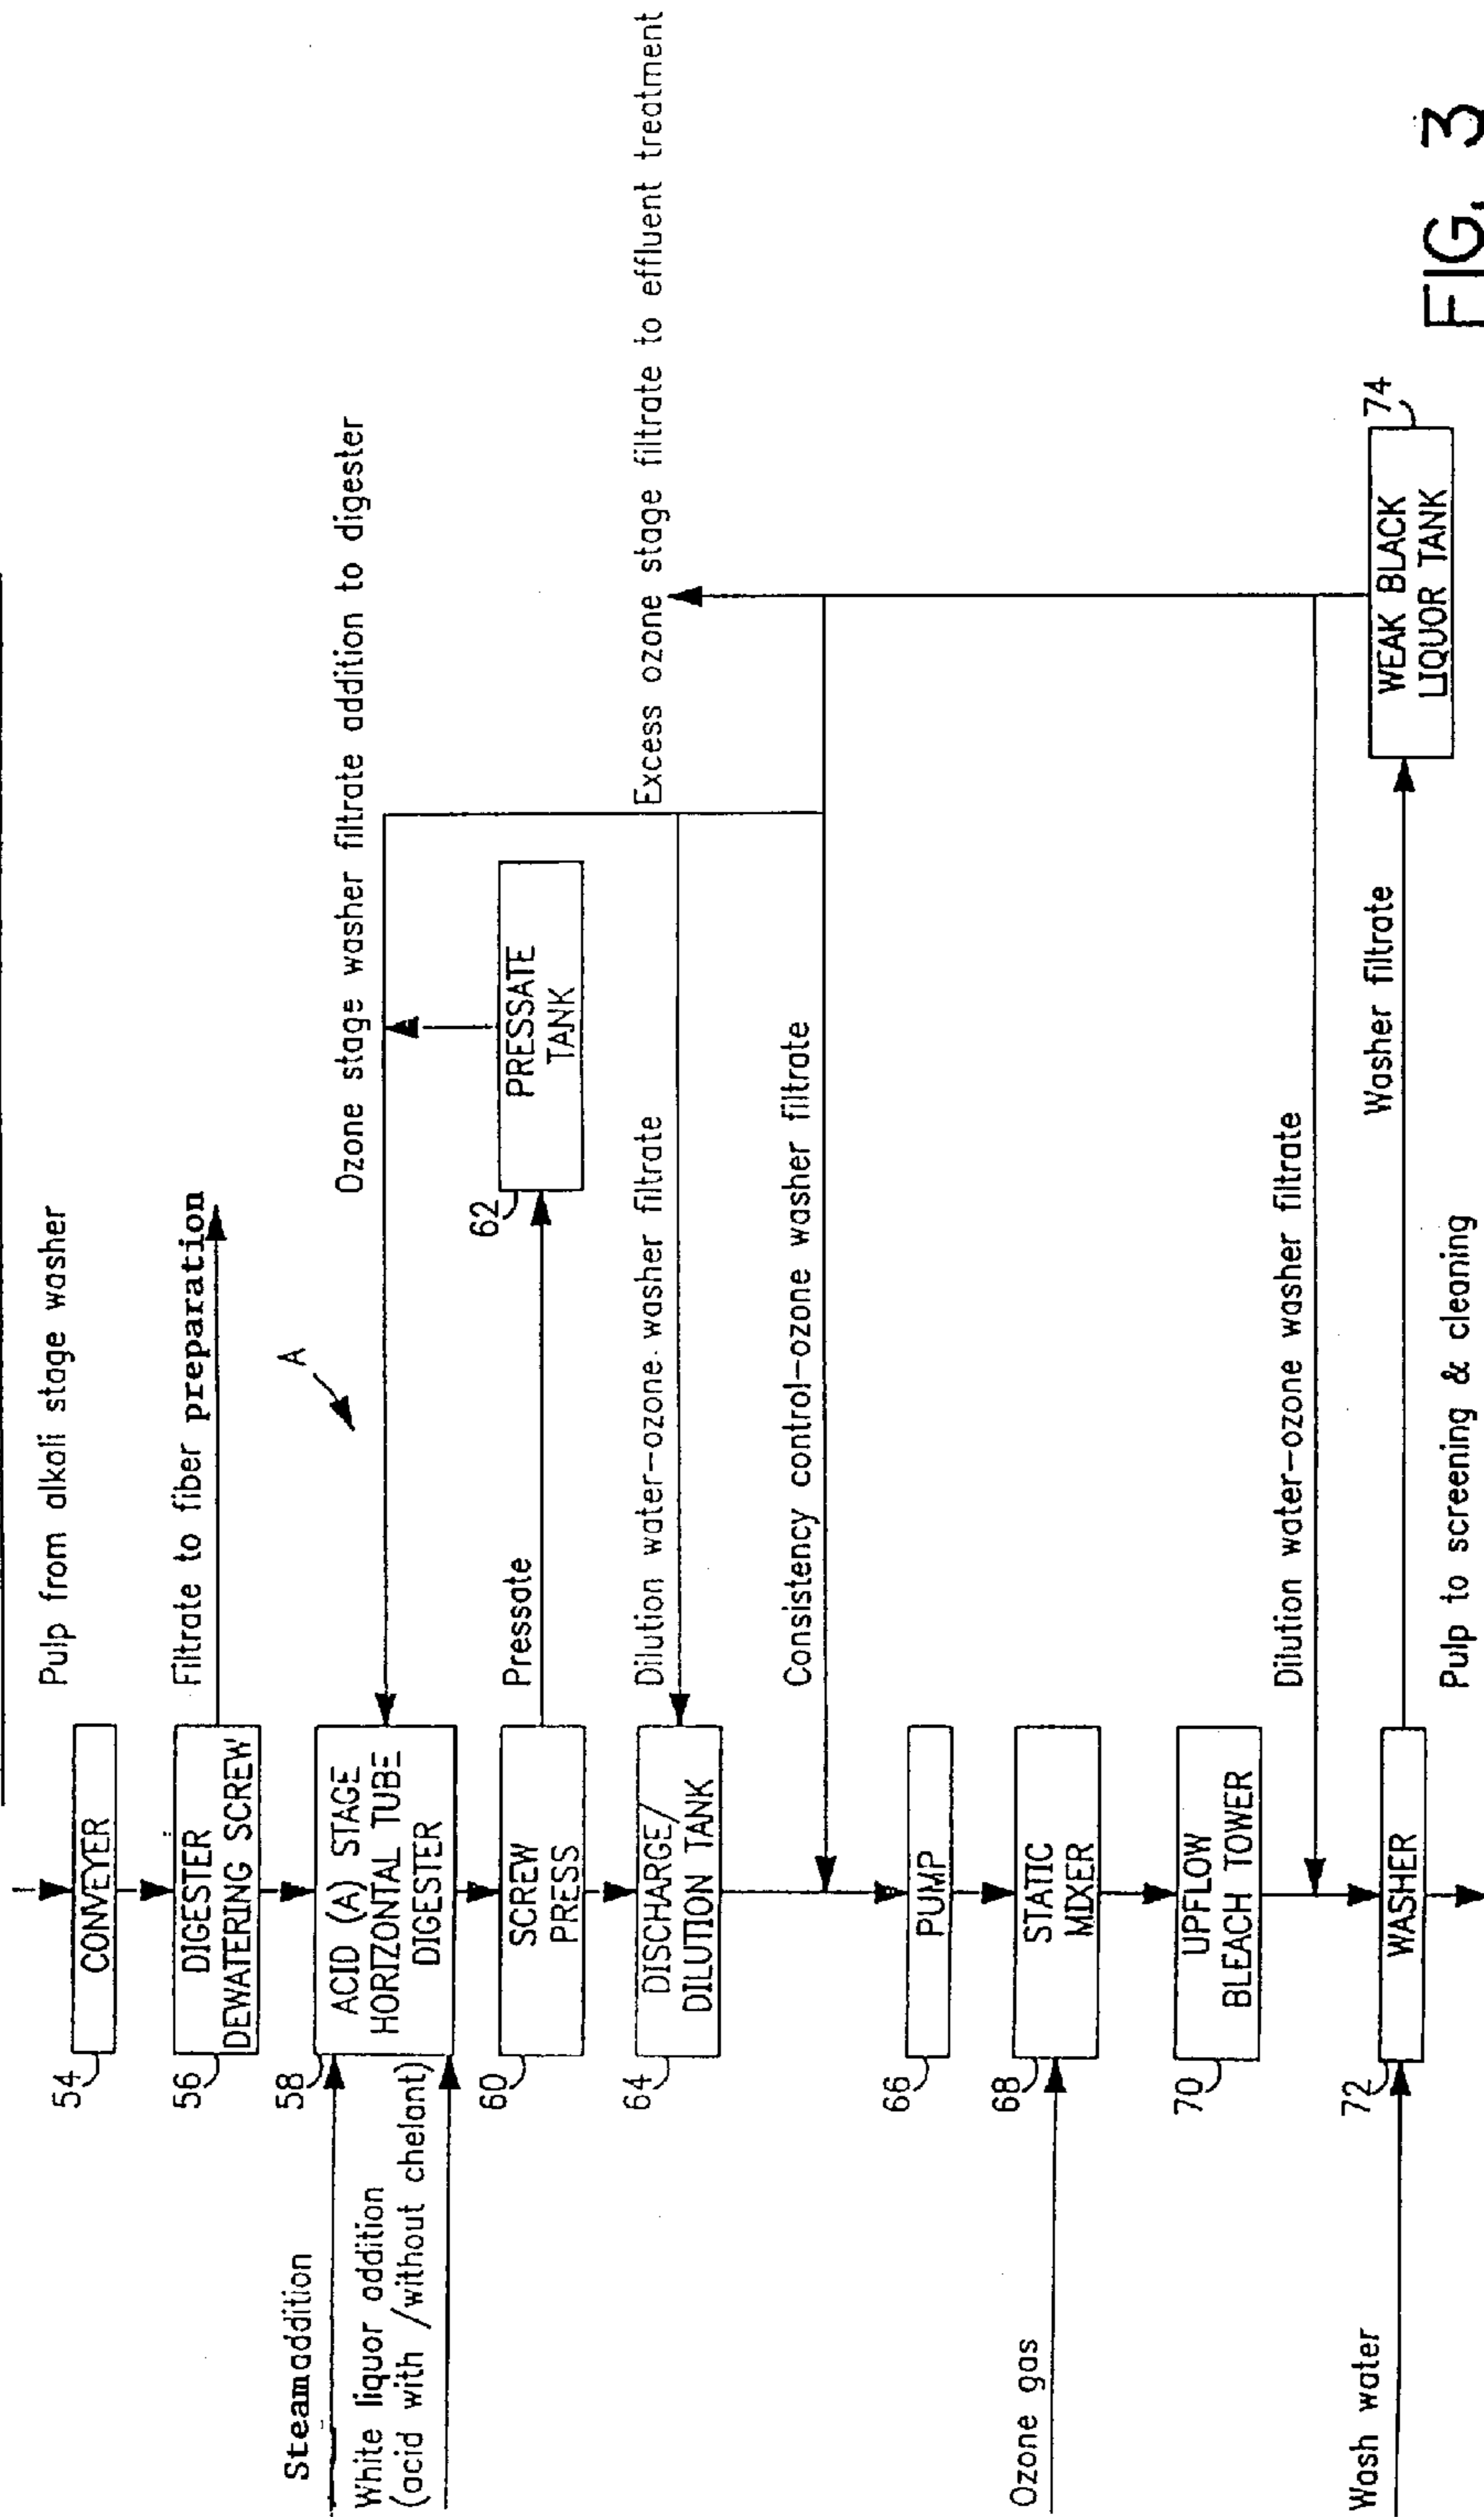 Pulp from alkali stage washer
54
CONVEYER
56
DIGESTER
DEWATERING SCREW
Filtrate to fiber preparation
A
Steamaddition
58
ACID (A) STAGE
HORIZONTAL TUBE
DIGESTER
Ozone stage washer filtrate addition to digester
White liquor addition
(acid with /without chelant)
60
SCREW
PRESS
Pressate
62
PRESSATE
TANK
64
DISCHARGE/
DILUTION TANK
Dilution water-ozone washer filtrate
Excess ozone stage filtrate to effluent treatment
Consistency control-ozone washer filtrate
66
PUMP
Ozone gas
68
STATIC
MIXER
70
UPFLOW
BLEACH TOWER
Dilution water-ozone washer filtrate
Wash water
72
WASHER
Washer filtrate
WEAK BLACK
LIQUOR TANK
74
Pulp to screening & cleaning
FIG. 3